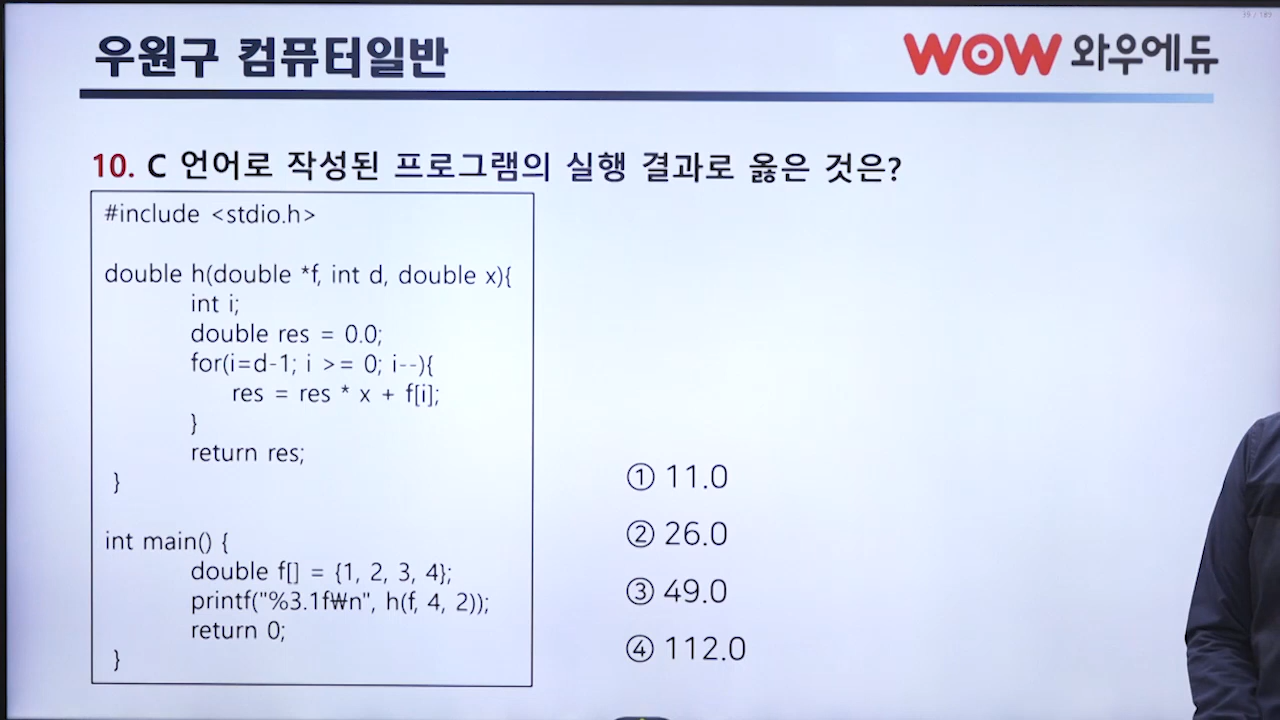 우원구 컴퓨터일반
WOW 와우에듀
10. C 언어로 작성된 프로그램의 실행 결과로 옳은 것은?
#include <stdio.h>
double h(double *f, int d, double x){
int i;
double res = 0.0;
for(i=d-1; i >= 0; i--){
res = res * x + f[i];
}
return res;
}
int main() {
double f[] = {1, 2, 3, 4};
printf("%3.1f₩n", h(f, 4, 2));
return 0;
}
① 11.0
② 26.0
③ 49.0
④ 112.0